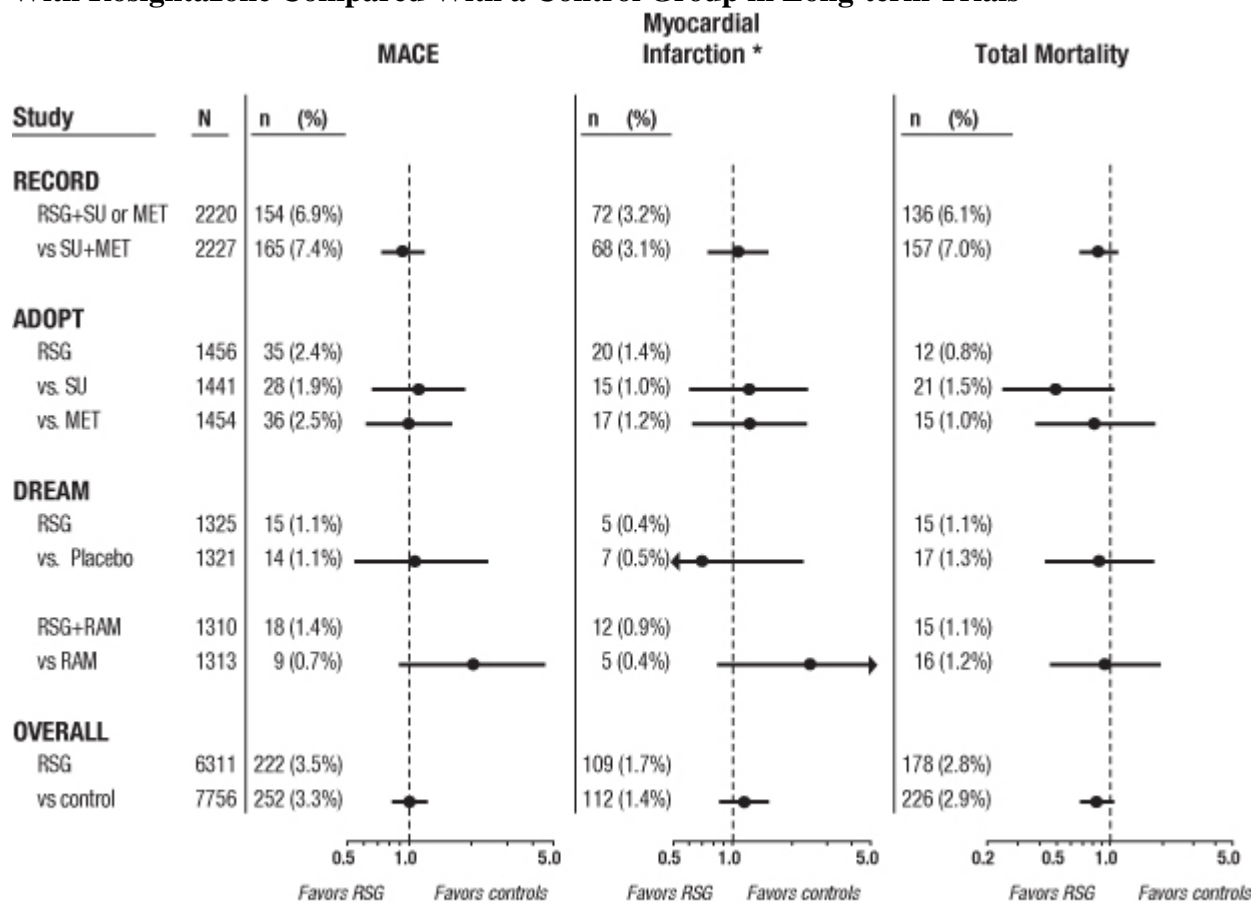 With Rosiglitazone Compared With a Control Group in Long-term Trials
MACE
Myocardial
Infarction *
Total Mortality
Study N n (%) n (%) n (%)
RECORD
RSG+SU or MET 2220 154 (6.9%) 72 (3.2%) 136 (6.1%)
vs SU+MET 2227 165 (7.4%) 68 (3.1%) 157 (7.0%)
ADOPT
RSG 1456 35 (2.4%) 20 (1.4%) 12 (0.8%)
vs. SU 1441 28 (1.9%) 15 (1.0%) 21 (1.5%)
vs. MET 1454 36 (2.5%) 17 (1.2%) 15 (1.0%)
DREAM
RSG 1325 15 (1.1%) 5 (0.4%) 15 (1.1%)
vs. Placebo 1321 14 (1.1%) 7 (0.5%) 17 (1.3%)
RSG+RAM 1310 18 (1.4%) 12 (0.9%) 15 (1.1%)
vs RAM 1313 9 (0.7%) 5 (0.4%) 16 (1.2%)
OVERALL
RSG 6311 222 (3.5%) 109 (1.7%) 178 (2.8%)
vs control 7756 252 (3.3%) 112 (1.4%) 226 (2.9%)
0.5 1.0 5.0 0.5 1.0 5.0 0.2 0.5 1.0 5.0
Favors RSG Favors controls Favors RSG Favors controls Favors RSG Favors controls